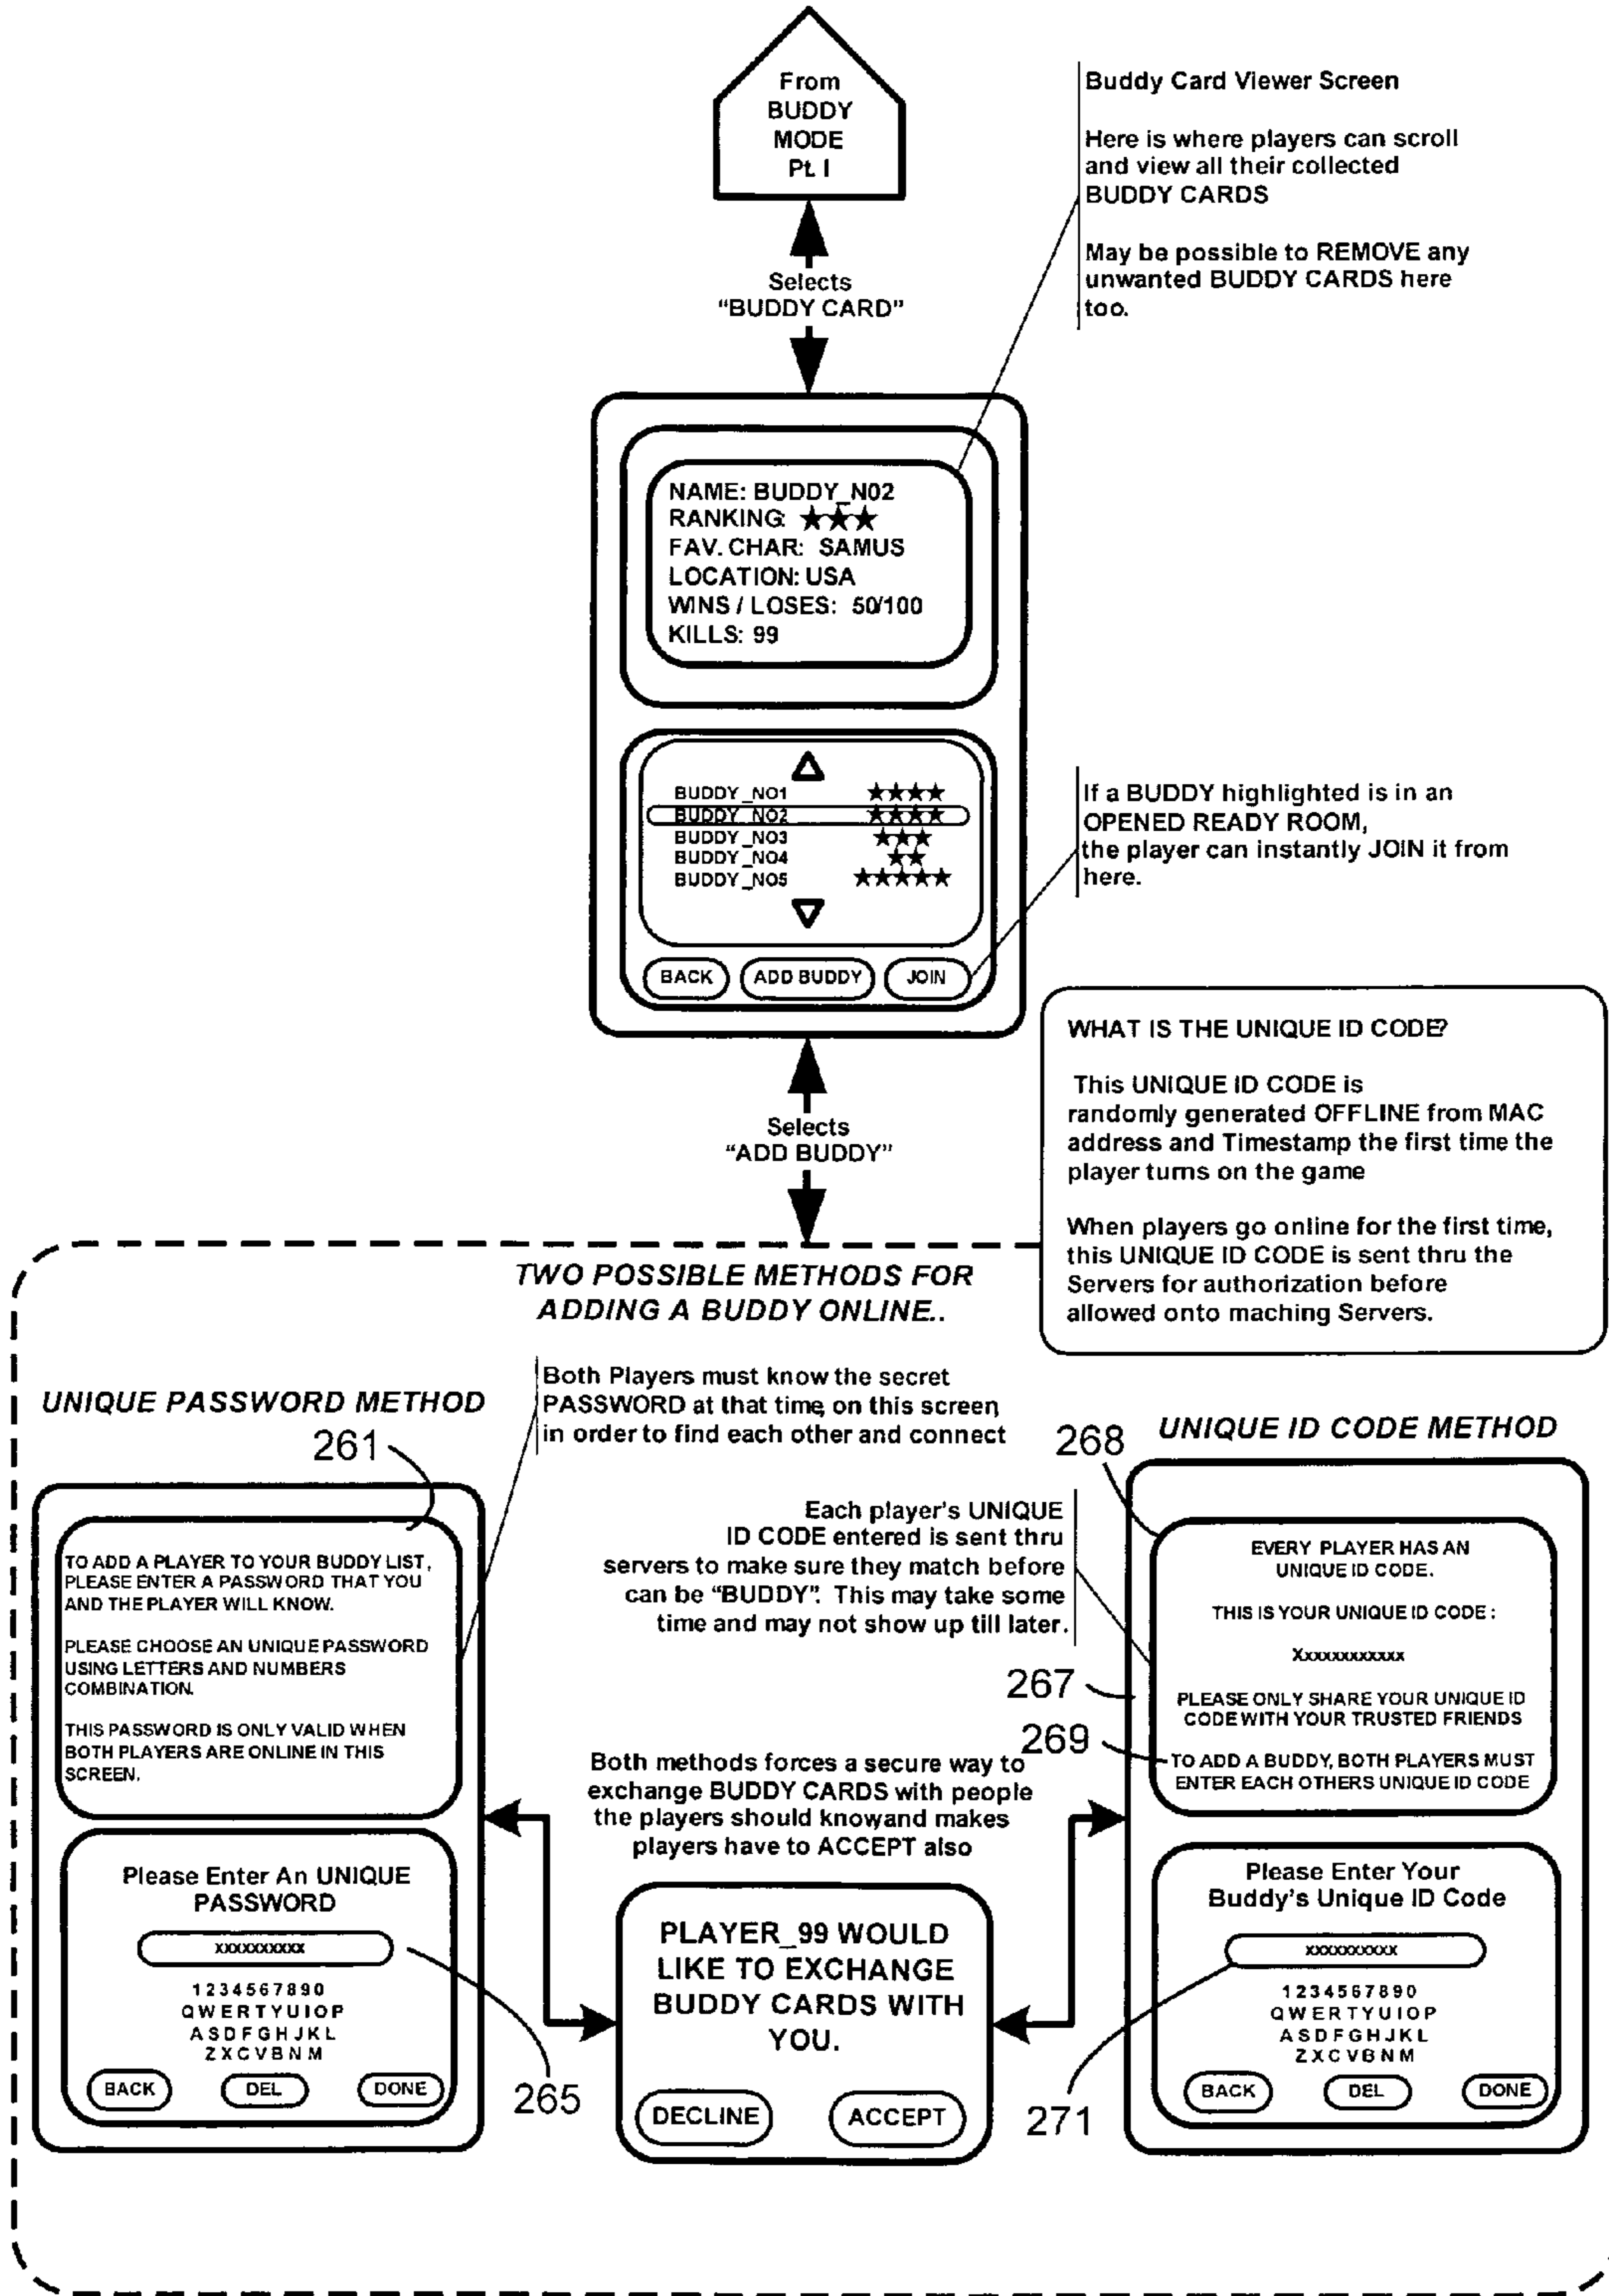 From
BUDDY
MODE
Pt. I
Buddy Card Viewer Screen
Here is where players can scroll
and view all their collected
BUDDY CARDS
May be possible to REMOVE any
unwanted BUDDY CARDS here
too.
Selects
"BUDDY CARD"
NAME: BUDDY_N02
RANKING: ★★★
FAV. CHAR: SAMUS
LOCATION: USA
WINS / LOSES: 50/100
KILLS: 99
BUDDY_NO1 ★★★★
BUDDY_NO2 ★★★★
BUDDY_NO3 ★★★
BUDDY_NO4 ★★
BUDDY_NO5 ★★★★★
BACK ADD BUDDY JOIN
If a BUDDY highlighted is in an
OPENED READY ROOM,
the player can instantly JOIN it from
here.
Selects
"ADD BUDDY"
WHAT IS THE UNIQUE ID CODE?
This UNIQUE ID CODE is
randomly generated OFFLINE from MAC
address and Timestamp the first time the
player turns on the game
When players go online for the first time,
this UNIQUE ID CODE is sent thru the
Servers for authorization before
allowed onto maching Servers.
TWO POSSIBLE METHODS FOR
ADDING A BUDDY ONLINE..
UNIQUE PASSWORD METHOD
261
Both Players must know the secret
PASSWORD at that time, on this screen
in order to find each other and connect
TO ADD A PLAYER TO YOUR BUDDY LIST,
PLEASE ENTER A PASSWORD THAT YOU
AND THE PLAYER WILL KNOW.
PLEASE CHOOSE AN UNIQUE PASSWORD
USING LETTERS AND NUMBERS
COMBINATION.
THIS PASSWORD IS ONLY VALID WHEN
BOTH PLAYERS ARE ONLINE IN THIS
SCREEN.
Please Enter An UNIQUE
PASSWORD
xxxxxxxxxx
1 2 3 4 5 6 7 8 9 0
Q W E R T Y U I O P
A S D F G H J K L
Z X C V B N M
BACK DEL DONE
265
Each player's UNIQUE
ID CODE entered is sent thru
servers to make sure they match before
can be "BUDDY". This may take some
time and may not show up till later.
Both methods forces a secure way to
exchange BUDDY CARDS with people
the players should knowand makes
players have to ACCEPT also
PLAYER_99 WOULD
LIKE TO EXCHANGE
BUDDY CARDS WITH
YOU.
DECLINE ACCEPT
UNIQUE ID CODE METHOD
268
267
269
EVERY PLAYER HAS AN
UNIQUE ID CODE.
THIS IS YOUR UNIQUE ID CODE :
Xxxxxxxxxxxx
PLEASE ONLY SHARE YOUR UNIQUE ID
CODE WITH YOUR TRUSTED FRIENDS
TO ADD A BUDDY, BOTH PLAYERS MUST
ENTER EACH OTHERS UNIQUE ID CODE
Please Enter Your
Buddy's Unique ID Code
xxxxxxxxxx
1 2 3 4 5 6 7 8 9 0
Q W E R T Y U I O P
A S D F G H J K L
Z X C V B N M
BACK DEL DONE
271